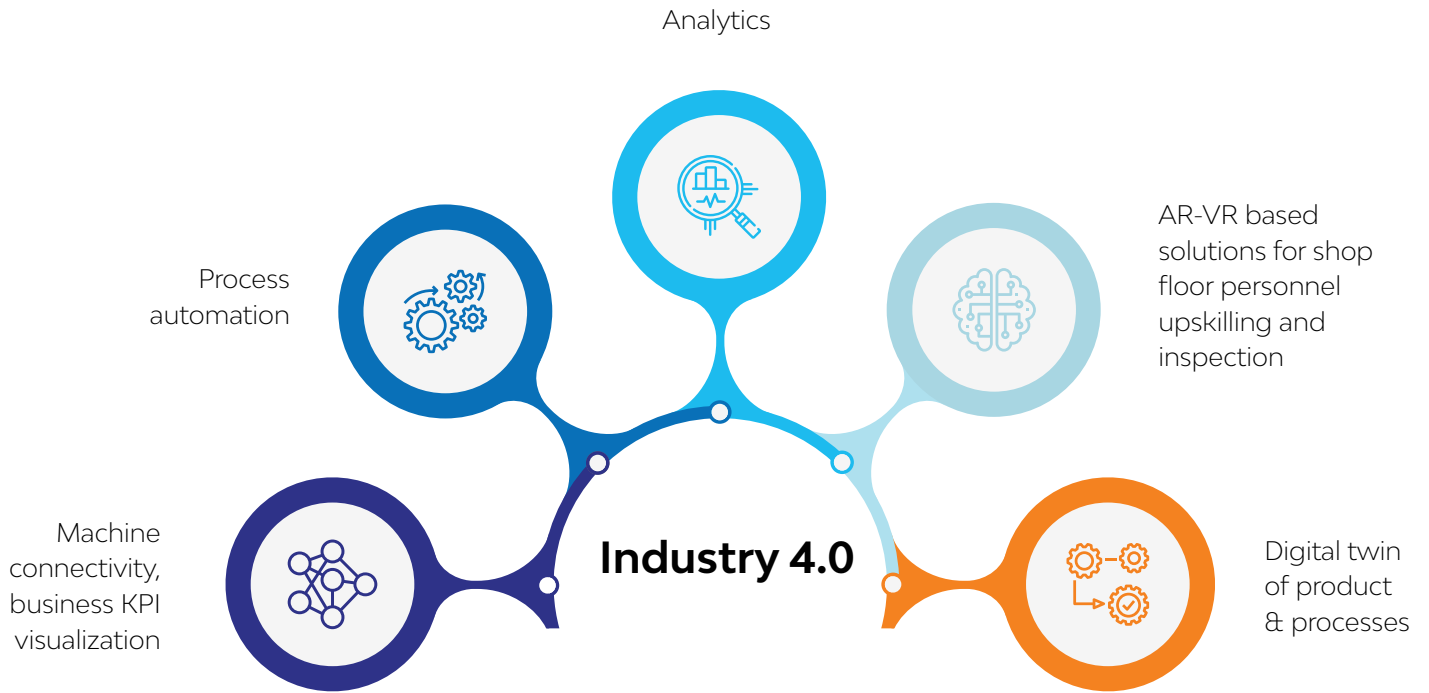 Analytics
Process
automation
AR-VR based
solutions for shop
floor personnel
upskilling and
inspection
Machine
connectivity,
business KPI
visualization
Industry 4.0
Digital twin
of product
& processes